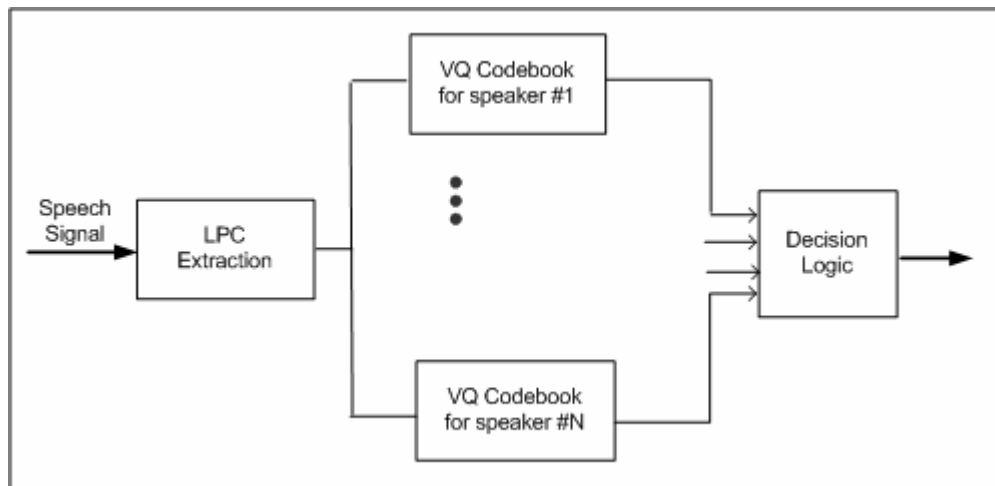 VQ Codebook
for speaker #1
Speech
Signal
LPC
Extraction
Decision
Logic
VQ Codebook
for speaker #N